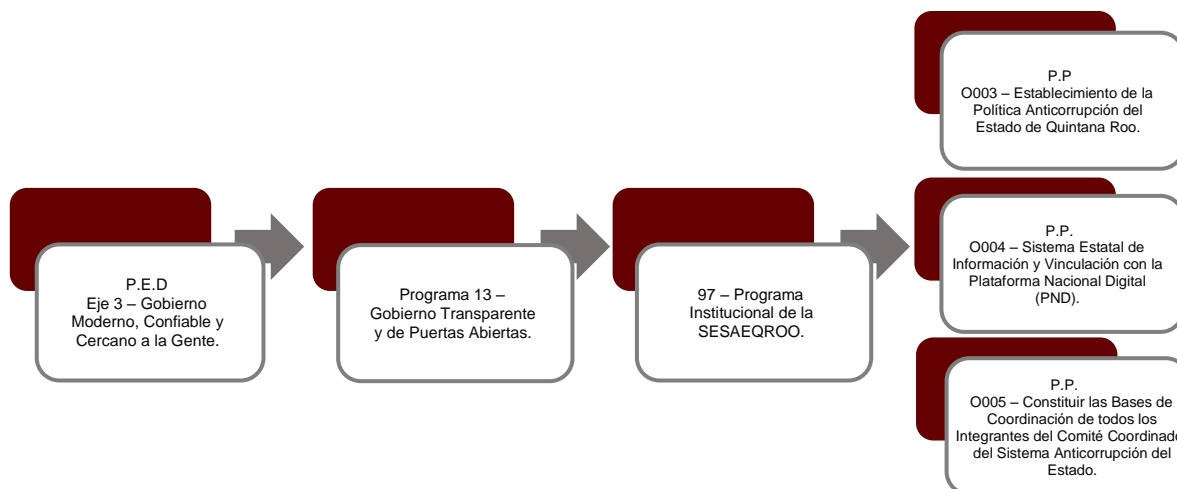 P.E.D
Eje 3 – Gobierno
Moderno, Confiable y
Cercano a la Gente.
Programa 13 –
Gobierno Transparente
y de Puertas Abiertas.
97 – Programa
Institucional de la
SESAEQROO.
P.P
O003 – Establecimiento de la
Política Anticorrupción del
Estado de Quintana Roo.
P.P.
O004 – Sistema Estatal de
Información y Vinculación con la
Plataforma Nacional Digital
(PND).
P.P.
O005 – Constituir las Bases de
Coordinación de todos los
Integrantes del Comité Coordinado
del Sistema Anticorrupción del
Estado.